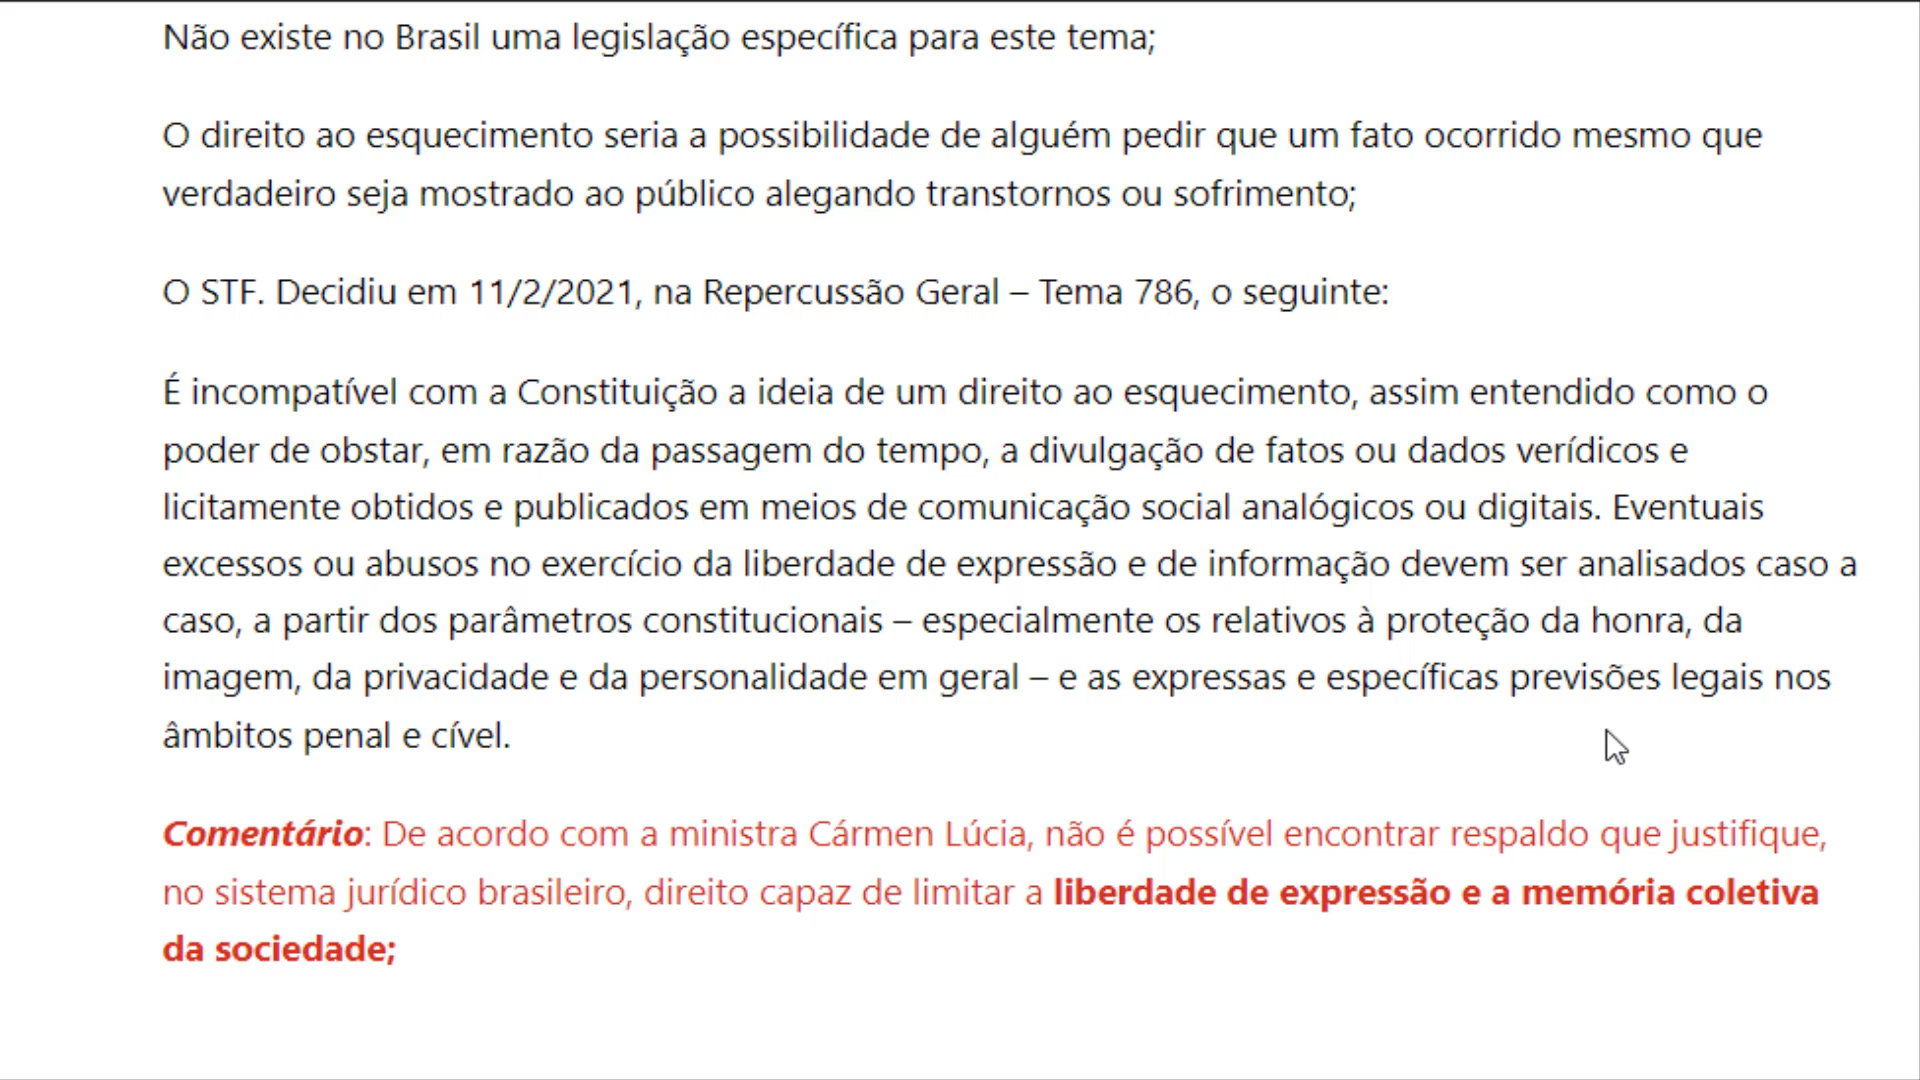 Não existe no Brasil uma legislação específica para este tema;
O direito ao esquecimento seria a possibilidade de alguém pedir que um fato ocorrido mesmo que
verdadeiro seja mostrado ao público alegando transtornos ou sofrimento;
O STF. Decidiu em 11/2/2021, na Repercussão Geral – Tema 786, o seguinte:
É incompatível com a Constituição a ideia de um direito ao esquecimento, assim entendido como o
poder de obstar, em razão da passagem do tempo, a divulgação de fatos ou dados verídicos e
licitamente obtidos e publicados em meios de comunicação social analógicos ou digitais. Eventuais
excessos ou abusos no exercício da liberdade de expressão e de informação devem ser analisados caso a
caso, a partir dos parâmetros constitucionais – especialmente os relativos à proteção da honra, da
imagem, da privacidade e da personalidade em geral – e as expressas e específicas previsões legais nos
âmbitos penal e cível.
Comentário: De acordo com a ministra Cármen Lúcia, não é possível encontrar respaldo que justifique,
no sistema jurídico brasileiro, direito capaz de limitar a liberdade de expressão e a memória coletiva
da sociedade;